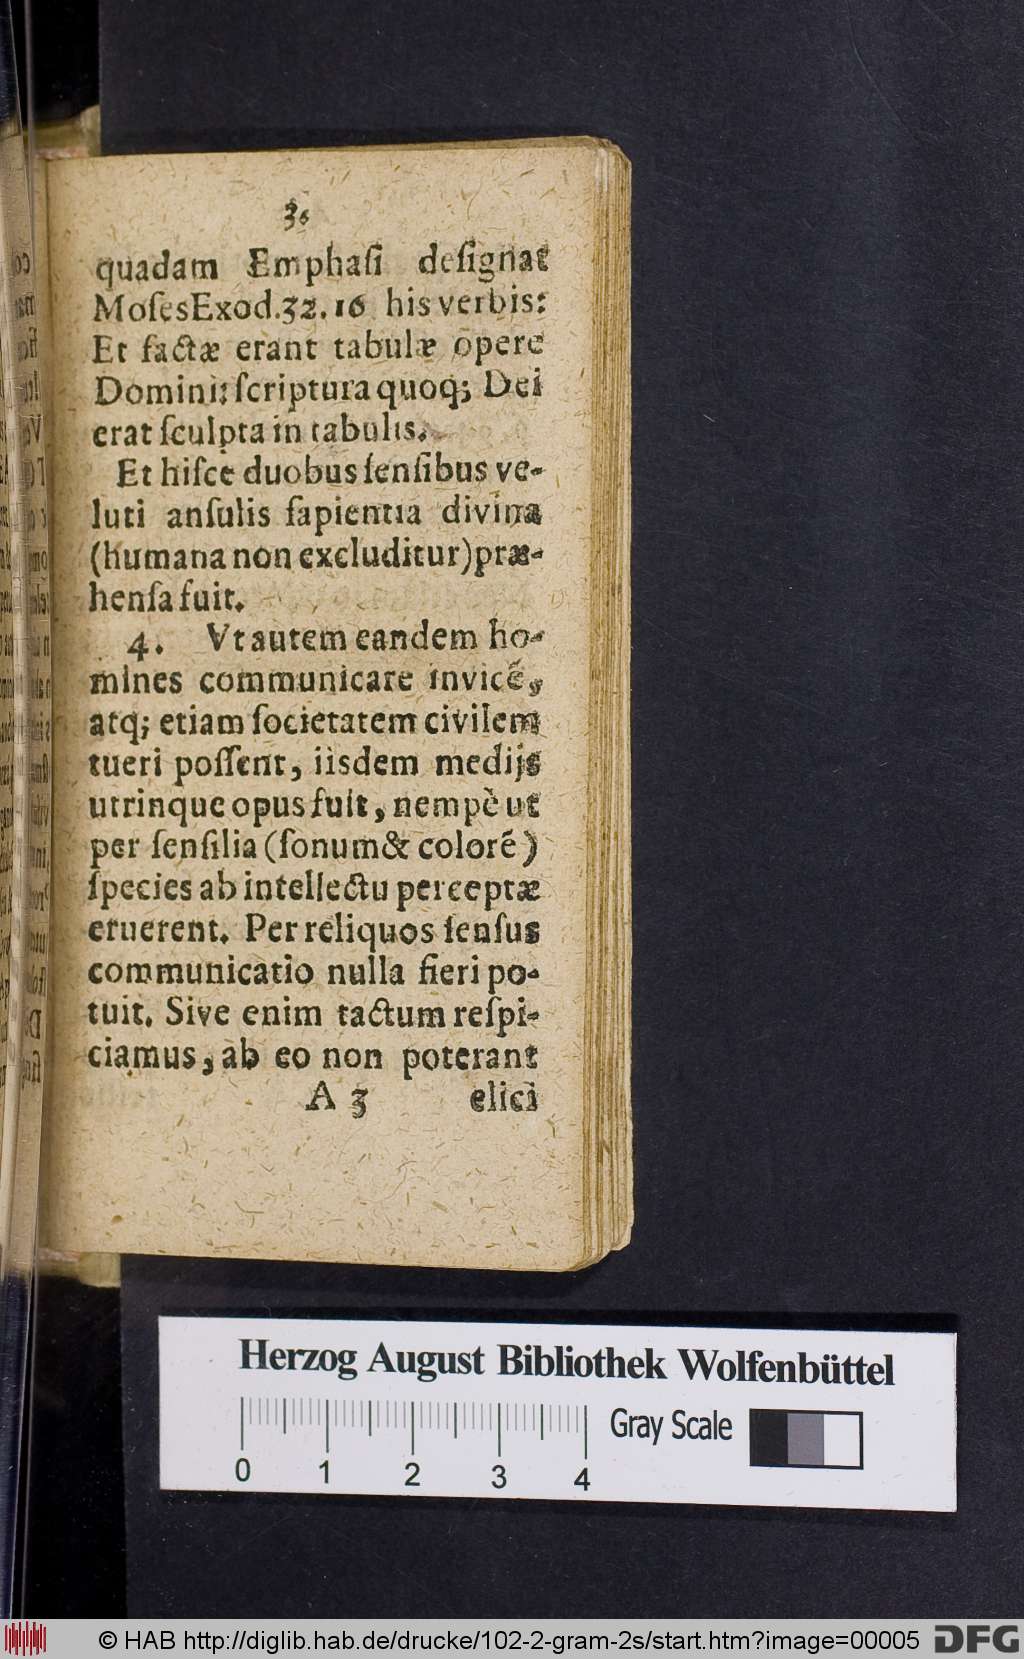 3.
quadam Emphaſi deſignat
MoſesExod.32.16 his verbis:
Et factæ erant tabulæ opere
Domini: ſcriptura quoq; Dei
erat ſculpta in tabulis.
Et hiſce duobus ſenſibus ve-
luti anſulis ſapientia divina
(humana non excluditur) præ-
henſa fuit.
4. Vt autem eandem ho-
mines communicare invicē,
atq; etiam ſocietatem civilem
tueri poſſent, iisdem medijs
utrinque opus fuit, nempè ut
per ſenſilia (ſonum & colorē)
ſpecies ab intellectu perceptæ
eruerent. Per reliquos ſenſus
communicatio nulla fieri po-
tuit. Sive enim tactum reſpi-
ciamus, ab eo non poterant
A 3 elici
Herzog August Bibliothek Wolfenbüttel
0 1 2 3 4 Gray Scale
© HAB http://diglib.hab.de/drucke/102-2-gram-2s/start.htm?image=00005 DFG